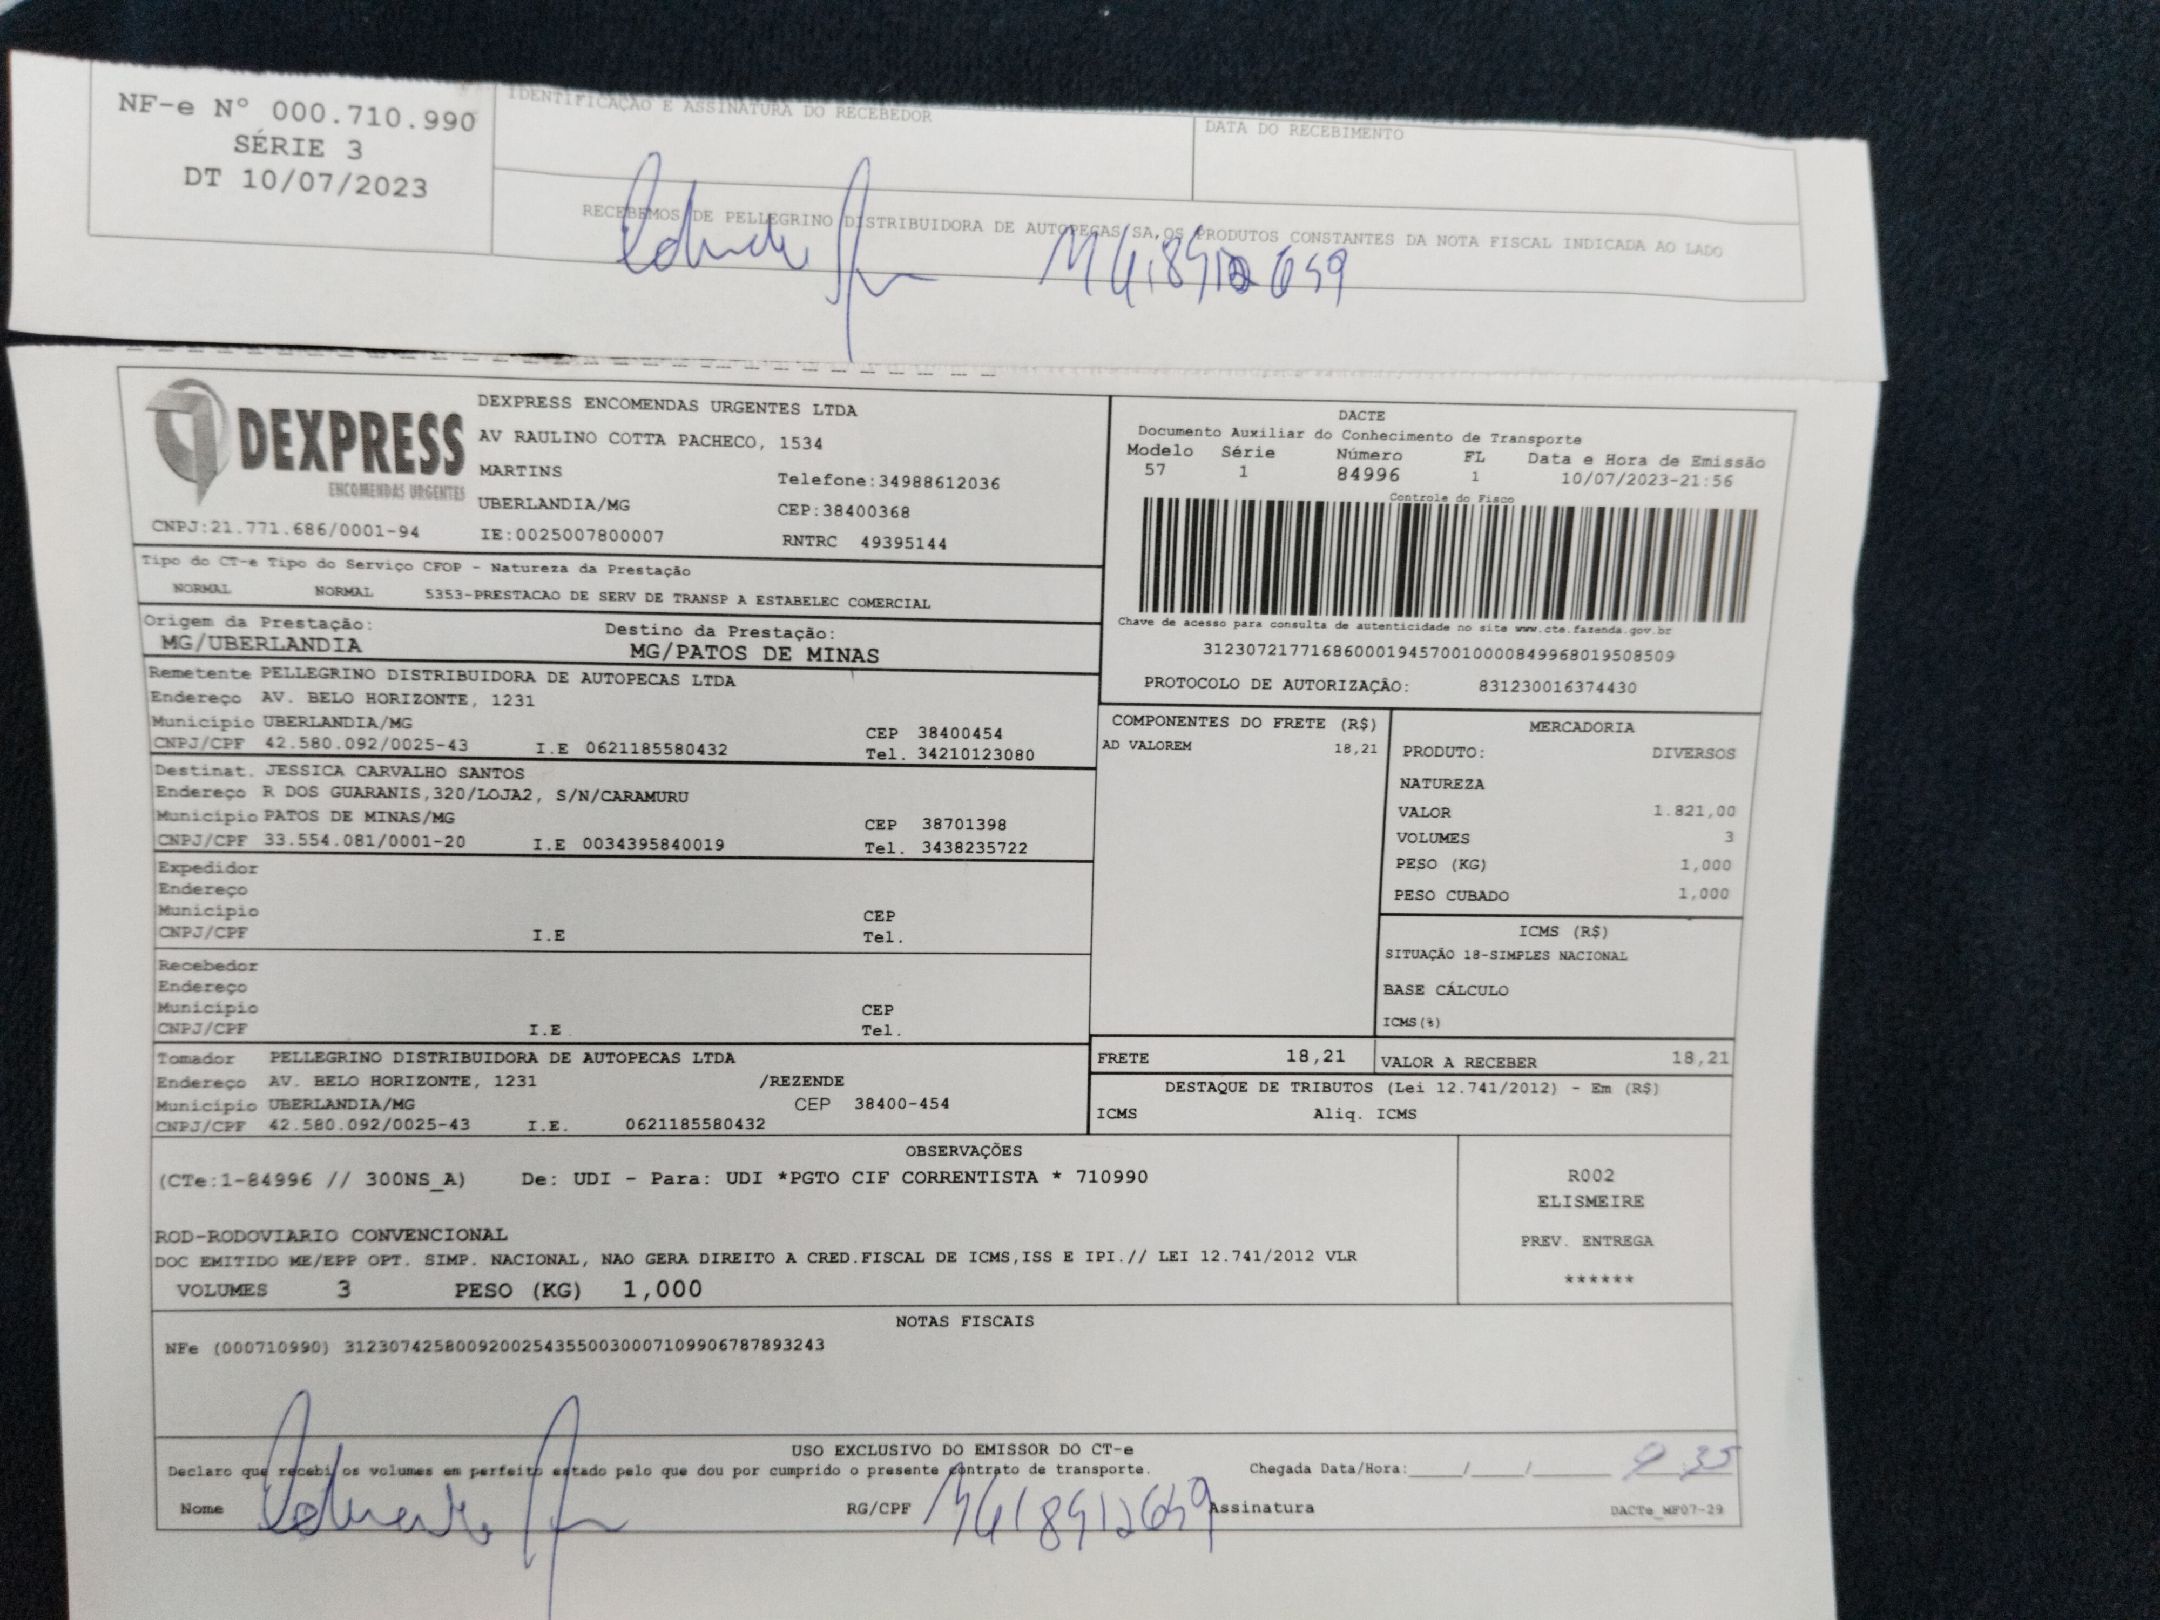 NF-e Nº 000.710.990
SÉRIE 3
DT 10/07/2023
IDENTIFICAÇÃO E ASSINATURA DO RECEBEDOR
DATA DO RECEBIMENTO
RECEBEMOS DE PELLEGRINO DISTRIBUIDORA DE AUTOPECAS SA,OS PRODUTOS CONSTANTES DA NOTA FISCAL INDICADA AO LADO
DEXPRESS
ENCOMENDAS URGENTES
CNPJ:21.771.686/0001-94
DEXPRESS ENCOMENDAS URGENTES LTDA
AV RAULINO COTTA PACHECO, 1534
MARTINS Telefone:34988612036
UBERLANDIA/MG CEP:38400368
IE:0025007800007 RNTRC 49395144
DACTE
Documento Auxiliar do Conhecimento de Transporte
Modelo Série Número FL Data e Hora de Emissão
57 1 84996 1 10/07/2023-21:56
Controle do Fisco
Chave de acesso para consulta de autenticidade no site www.cte.fazenda.gov.br
31230721771686000194570010000849968019508509
PROTOCOLO DE AUTORIZAÇÃO: 831230016374430
Tipo do CT-e Tipo do Serviço CFOP - Natureza da Prestação
NORMAL NORMAL 5353-PRESTACAO DE SERV DE TRANSP A ESTABELEC COMERCIAL
Origem da Prestação: Destino da Prestação:
MG/UBERLANDIA MG/PATOS DE MINAS
Remetente PELLEGRINO DISTRIBUIDORA DE AUTOPECAS LTDA
Endereço AV. BELO HORIZONTE, 1231
Município UBERLANDIA/MG CEP 38400454
CNPJ/CPF 42.580.092/0025-43 I.E 0621185580432 Tel. 34210123080
Destinat. JESSICA CARVALHO SANTOS
Endereço R DOS GUARANIS,320/LOJA2, S/N/CARAMURU
Município PATOS DE MINAS/MG CEP 38701398
CNPJ/CPF 33.554.081/0001-20 I.E 0034395840019 Tel. 3438235722
Expedidor
Endereço
Município CEP
CNPJ/CPF I.E Tel.
Recebedor
Endereço
Município CEP
CNPJ/CPF I.E Tel.
Tomador PELLEGRINO DISTRIBUIDORA DE AUTOPECAS LTDA
Endereço AV. BELO HORIZONTE, 1231 /REZENDE
Município UBERLANDIA/MG CEP 38400-454
CNPJ/CPF 42.580.092/0025-43 I.E. 0621185580432
COMPONENTES DO FRETE (R$)
AD VALOREM 18,21
MERCADORIA
PRODUTO: DIVERSOS
NATUREZA
VALOR 1.821,00
VOLUMES 3
PESO (KG) 1,000
PESO CUBADO 1,000
ICMS (R$)
SITUAÇÃO 18-SIMPLES NACIONAL
BASE CÁLCULO
ICMS(%)
FRETE 18,21 VALOR A RECEBER 18,21
DESTAQUE DE TRIBUTOS (Lei 12.741/2012) - Em (R$)
ICMS Aliq. ICMS
OBSERVAÇÕES
(CTe:1-84996 // 300NS_A) De: UDI - Para: UDI *PGTO CIF CORRENTISTA * 710990
ROD-RODOVIARIO CONVENCIONAL
DOC EMITIDO ME/EPP OPT. SIMP. NACIONAL, NAO GERA DIREITO A CRED.FISCAL DE ICMS,ISS E IPI.// LEI 12.741/2012 VLR
VOLUMES 3 PESO (KG) 1,000
R002
ELISMEIRE
PREV. ENTREGA
******
NOTAS FISCAIS
NFe (000710990) 31230742580092002543550030007109906787893243
USO EXCLUSIVO DO EMISSOR DO CT-e
Declaro que recebi os volumes em perfeito estado pelo que dou por cumprido o presente contrato de transporte. Chegada Data/Hora:____/____/____ 9 35
Nome RG/CPF MG18912659 Assinatura DACTe_MF07-29